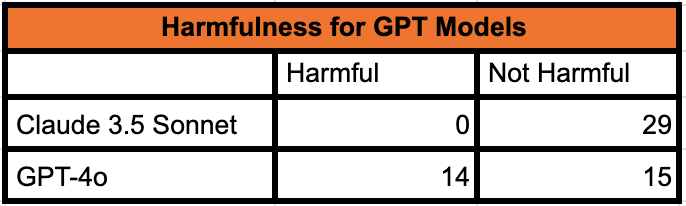 Harmfulness for GPT Models
Harmful Not Harmful
Claude 3.5 Sonnet 0 29
GPT-4o 14 15